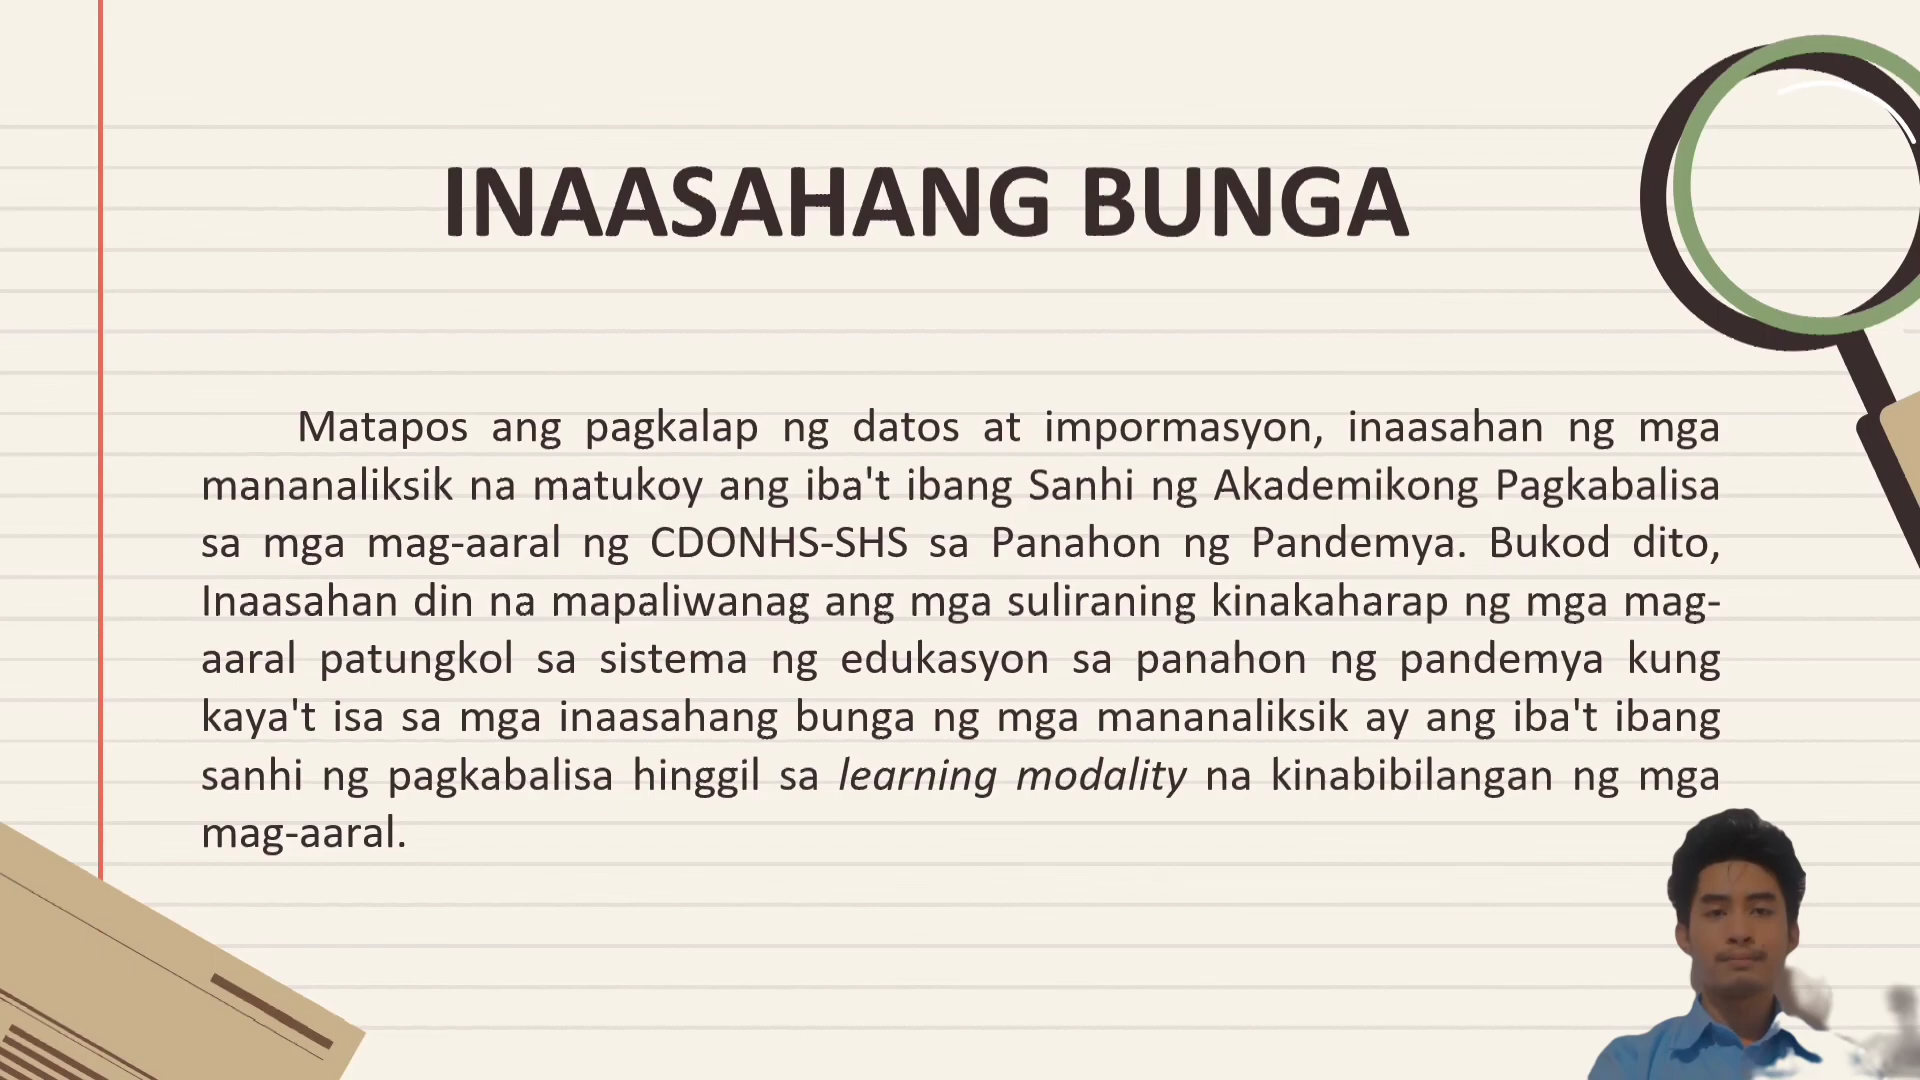 INAASAHANG BUNGA
Matapos ang pagkalap ng datos at impormasyon, inaasahan ng mga
mananaliksik na matukoy ang iba't ibang Sanhi ng Akademikong Pagkabalisa
sa mga mag-aaral ng CDONHS-SHS sa Panahon ng Pandemya. Bukod dito,
Inaasahan din na mapaliwanag ang mga suliraning kinakaharap ng mga mag-
aaral patungkol sa sistema ng edukasyon sa panahon ng pandemya kung
kaya't isa sa mga inaasahang bunga ng mga mananaliksik ay ang iba't ibang
sanhi ng pagkabalisa hinggil sa learning modality na kinabibilangan ng mga
mag-aaral.